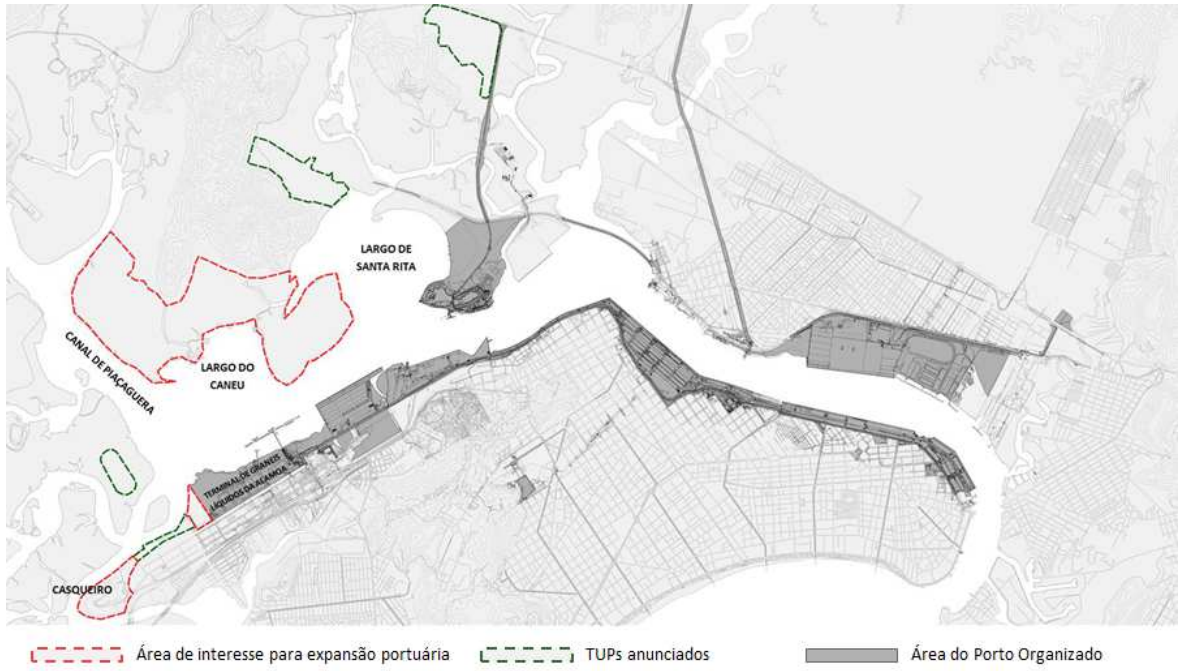 LARGO DE
SANTA RITA
CANAL DE PIAÇAGUERA
LARGO DO
CANEU
TERMINAL DE GRANEIS
LÍQUIDOS DA ALAMOA
CASQUEIRO
Área de interesse para expansão portuária
TUPs anunciados
Área do Porto Organizado